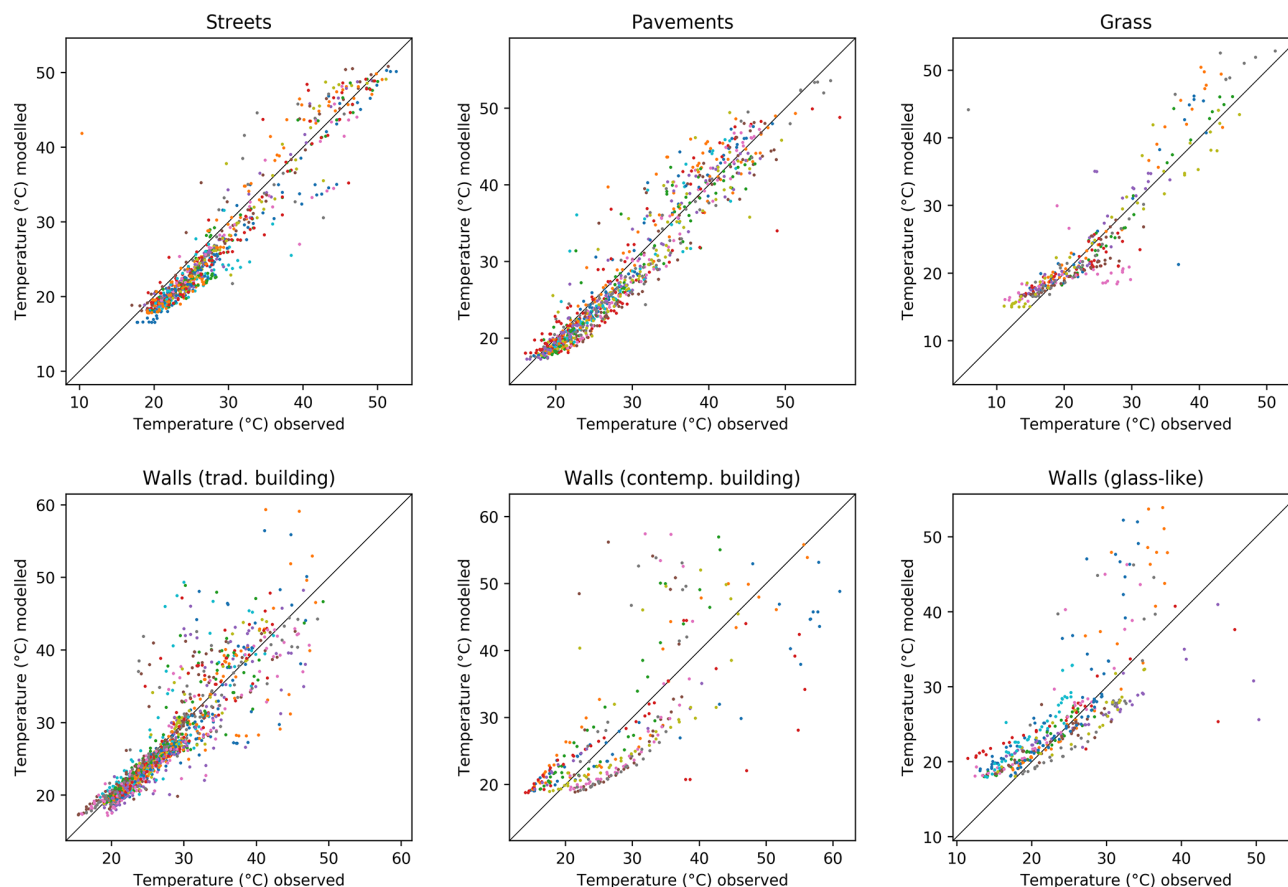 Streets
Pavements
Grass
Temperature (°C) modelled
50
40
30
20
10
10 20 30 40 50
Temperature (°C) observed
Temperature (°C) modelled
50
40
30
20
20 30 40 50
Temperature (°C) observed
Temperature (°C) modelled
50
40
30
20
10
10 20 30 40 50
Temperature (°C) observed
Walls (trad. building)
Walls (contemp. building)
Walls (glass-like)
Temperature (°C) modelled
60
50
40
30
20
20 30 40 50 60
Temperature (°C) observed
Temperature (°C) modelled
60
50
40
30
20
20 30 40 50 60
Temperature (°C) observed
Temperature (°C) modelled
50
40
30
20
10
10 20 30 40 50
Temperature (°C) observed